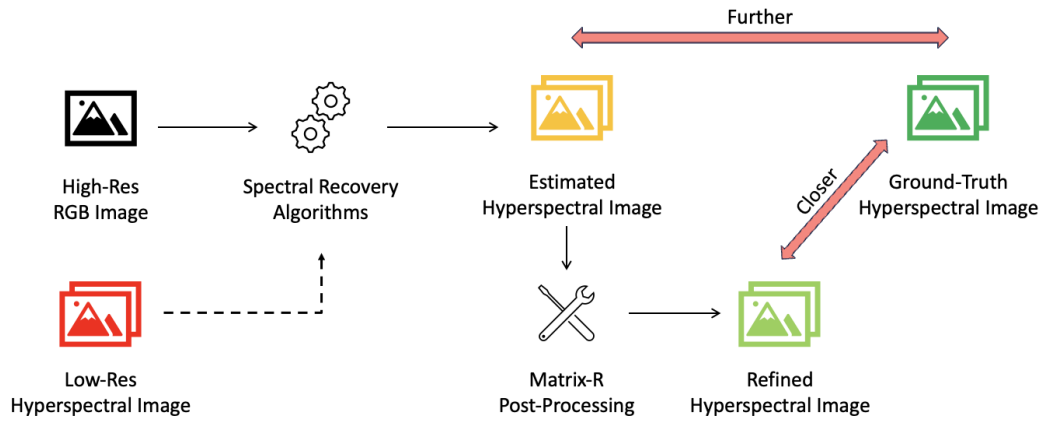 Further
High-Res
RGB Image
Spectral Recovery
Algorithms
Estimated
Hyperspectral Image
Ground-Truth
Hyperspectral Image
Closer
Low-Res
Hyperspectral Image
Matrix-R
Post-Processing
Refined
Hyperspectral Image